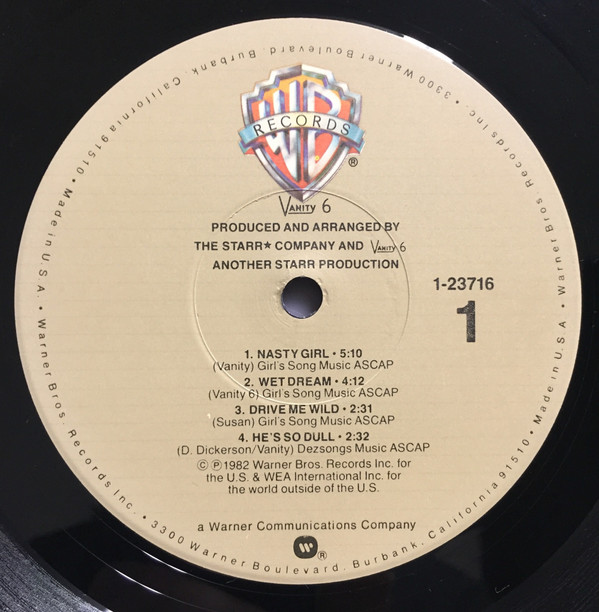 WB
RECORDS
®
VANITY 6
PRODUCED AND ARRANGED BY
THE STARR★ COMPANY AND VANITY 6
ANOTHER STARR PRODUCTION
1-23716
1
1. NASTY GIRL • 5:10
(Vanity) Girl's Song Music ASCAP
2. WET DREAM • 4:12
(Vanity 6) Girl's Song Music ASCAP
3. DRIVE ME WILD • 2:31
(Susan) Girl's Song Music ASCAP
4. HE'S SO DULL • 2:32
(D. Dickerson/Vanity) Dezsongs Music ASCAP
© ℗ 1982 Warner Bros. Records Inc. for
the U.S. & WEA International Inc. for
the world outside of the U.S.
a Warner Communications Company
W ®
Warner Bros. Records Inc. • 3300 Warner Boulevard, Burbank, California 91510 • Made in U.S.A. •
Warner Bros. Records Inc. • 3300 Warner Boulevard, Burbank, California 91510 • Made in U.S.A. •